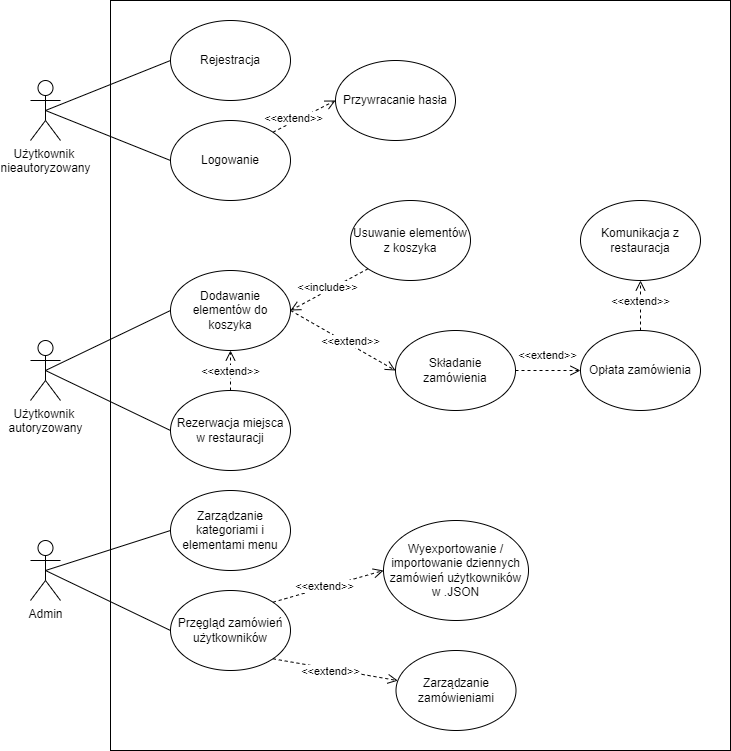 Rejestracja
Przywracanie hasła
<<extend>>
Logowanie
Użytkownik
nieautoryzowany
Usuwanie elementów
z koszyka
Komunikacja z
restauracja
<<include>>
Dodawanie
elementów do
koszyka
<<extend>>
<<extend>>
<<extend>>
Składanie
zamówienia
<<extend>>
Opłata zamówienia
Użytkownik
autoryzowany
Rezerwacja miejsca
w restauracji
Zarządzanie
kategoriami i
elementami menu
Wyexportowanie /
importowanie dziennych
zamówień użytkowników
w .JSON
<<extend>>
Admin
Przęgląd zamówień
użytkowników
<<extend>>
Zarządzanie
zamówieniami